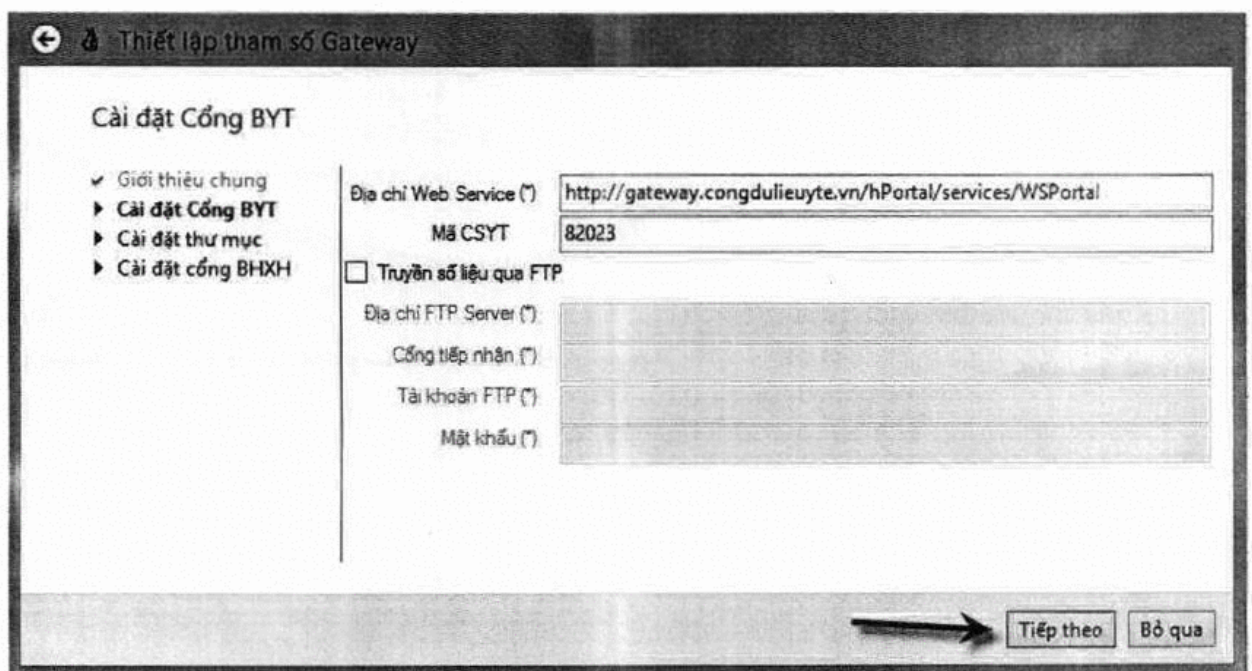 Thiết lập tham số Gateway
Cài đặt Cổng BYT
Giới thiệu chung
Cài đặt Cổng BYT
Cài đặt thư mục
Cài đặt cổng BHXH
Địa chỉ Web Service (*) http://gateway.congdulieuyte.vn/hPortal/services/WSPortal
Mã CSYT 82023
Truyền số liệu qua FTP
Địa chỉ FTP Server (*)
Cổng tiếp nhận (*)
Tài khoản FTP (*)
Mật khẩu (*)
Tiếp theo Bỏ qua